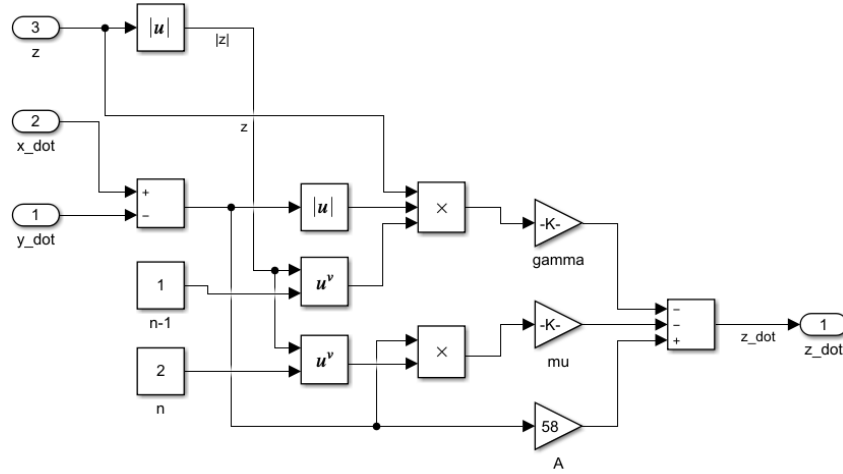 3
z
|u|
|z|
z
2
x_dot
+
−
1
y_dot
|u|
×
-K-
gamma
1
n-1
u^v
2
n
u^v
×
-K-
mu
58
A
−
−
+
z_dot
1
z_dot